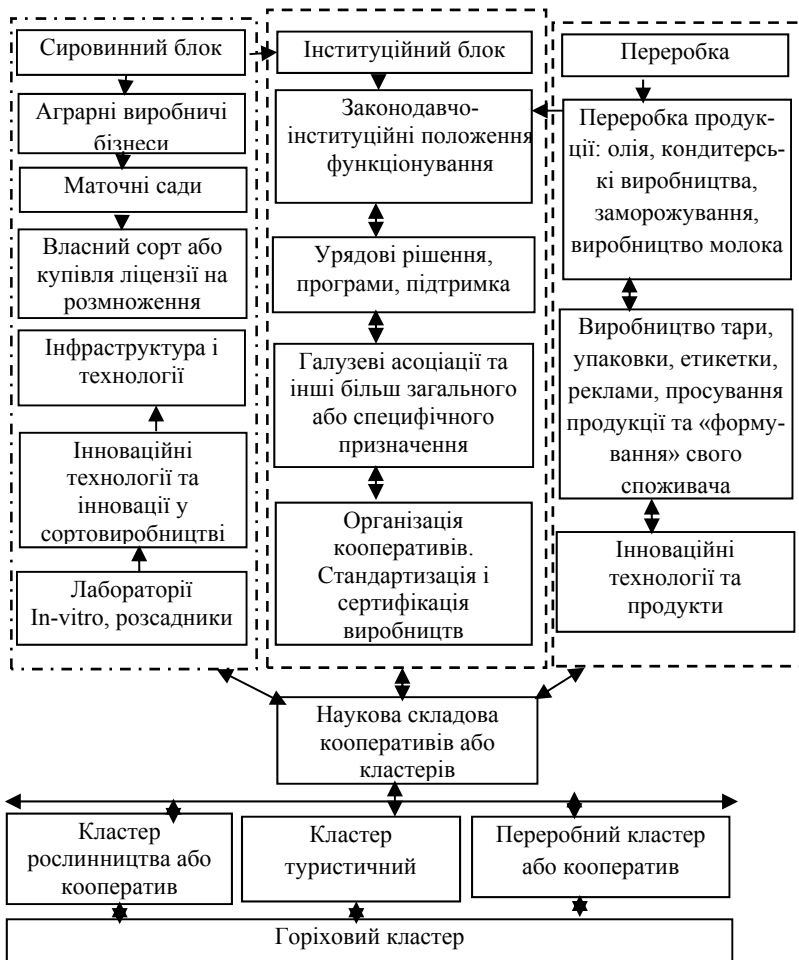 Сировинний блок
Аграрні виробничі
бізнеси
Маточні сади
Власний сорт або
купівля ліцензії на
розмноження
Інфраструктура і
технології
Інноваційні
технології та
інновації у
сортовиробництві
Лабораторії
In-vitro, розсадники
Інституційний блок
Законодавчо-
інституційні положення
функціонування
Урядові рішення,
програми, підтримка
Галузеві асоціації та
інші більш загального
або специфічного
призначення
Організація
кооперативів.
Стандартизація і
сертифікація
виробництв
Переробка
Переробка продук-
ції: олія, кондитерсь-
кі виробництва,
заморожування,
виробництво молока
Виробництво тари,
упаковки, етикетки,
реклами, просування
продукції та «форму-
вання» свого
споживача
Інноваційні
технології та
продукти
Наукова складова
кооперативів або
кластерів
Кластер
рослинництва або
кооператив
Кластер
туристичний
Переробний кластер
або кооператив
Горіховий кластер